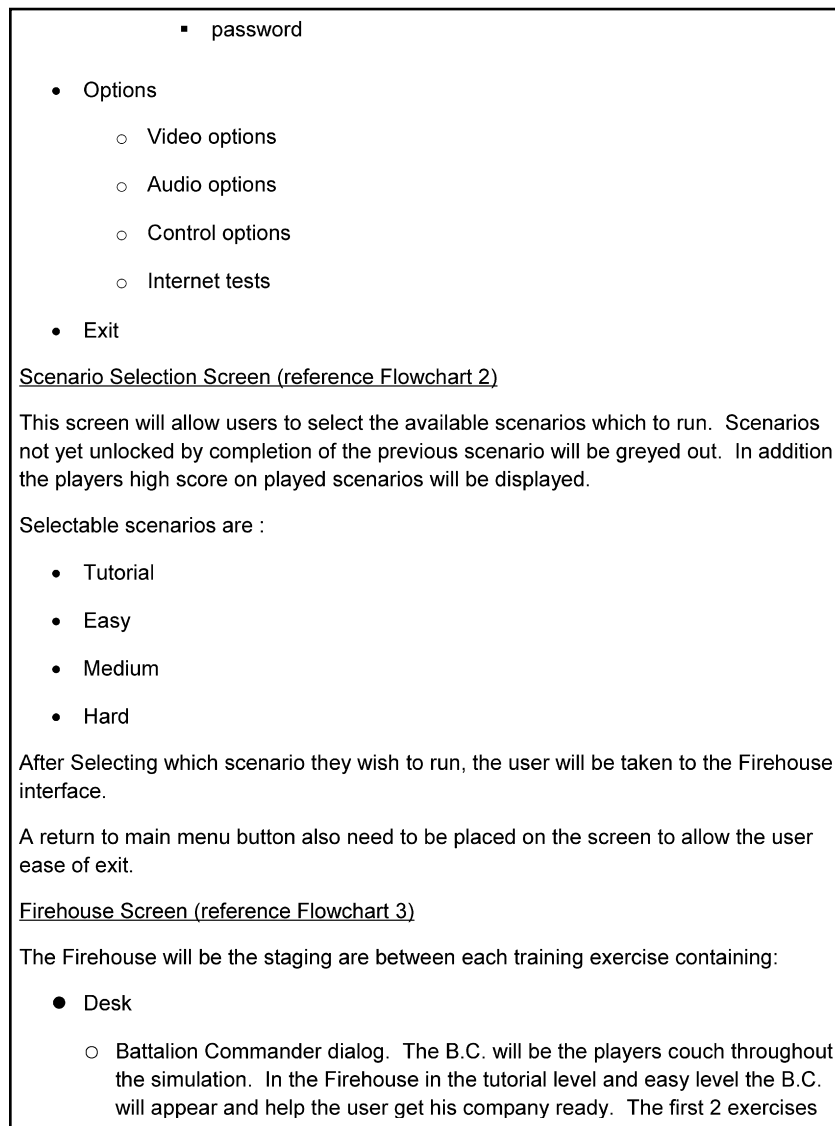 ▪ password
• Options
○ Video options
○ Audio options
○ Control options
○ Internet tests
• Exit
Scenario Selection Screen (reference Flowchart 2)
This screen will allow users to select the available scenarios which to run.  Scenarios
not yet unlocked by completion of the previous scenario will be greyed out.  In addition
the players high score on played scenarios will be displayed.
Selectable scenarios are :
• Tutorial
• Easy
• Medium
• Hard
After Selecting which scenario they wish to run, the user will be taken to the Firehouse
interface.
A return to main menu button also need to be placed on the screen to allow the user
ease of exit.
Firehouse Screen (reference Flowchart 3)
The Firehouse will be the staging are between each training exercise containing:
● Desk
○ Battalion Commander dialog.  The B.C. will be the players couch throughout
the simulation.  In the Firehouse in the tutorial level and easy level the B.C.
will appear and help the user get his company ready.  The first 2 exercises